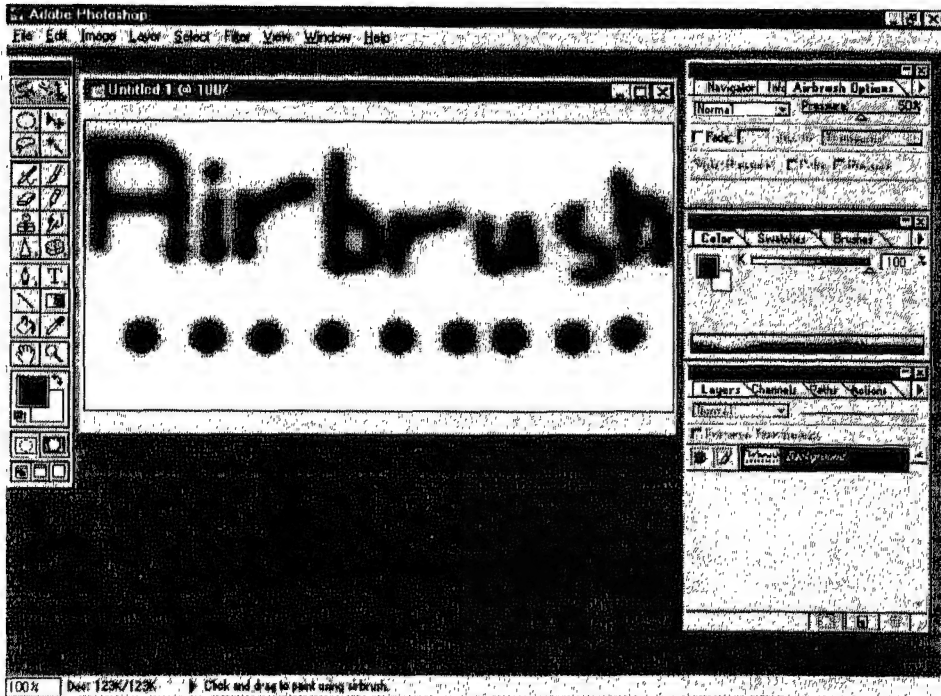 Adobe Photoshop
File Edit Image Layer Select Filter View Window Help
Untitled-1 @ 100%
Airbrush
Navigator Info Airbrush Options
Normal Pressure: 50%
Fade:
Color Swatches Brushes
K 100 %
Layers Channels Paths Actions
Normal
Background
100% Doc: 123K/123K Click and drag to paint using airbrush.